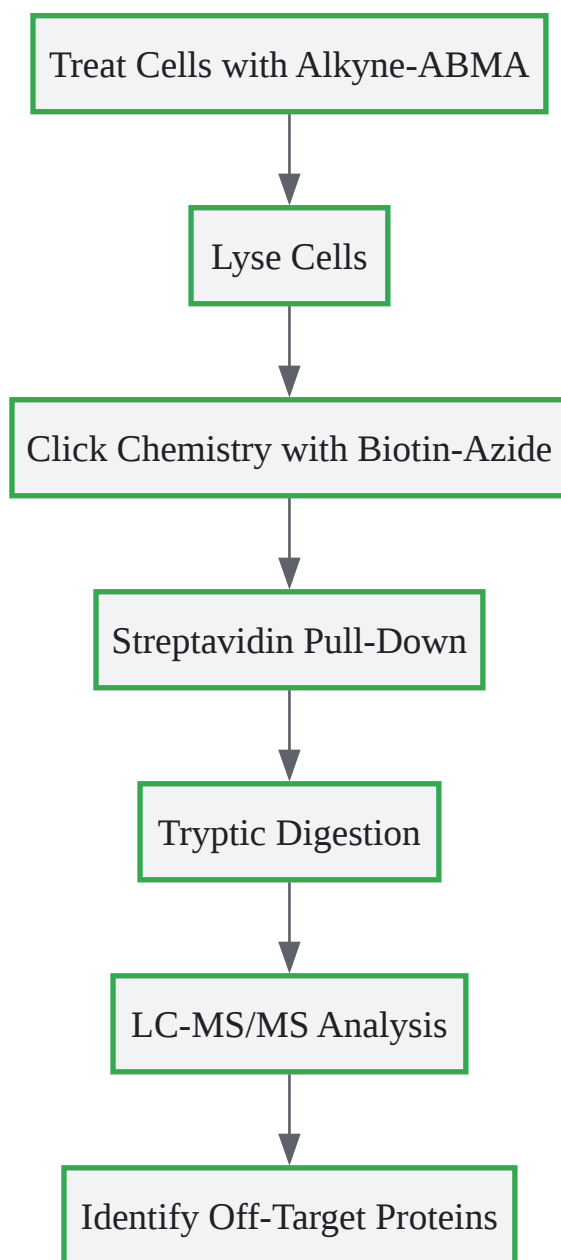 Treat Cells with Alkyne-ABMA
Lyse Cells
Click Chemistry with Biotin-Azide
Streptavidin Pull-Down
Tryptic Digestion
LC-MS/MS Analysis
Identify Off-Target Proteins